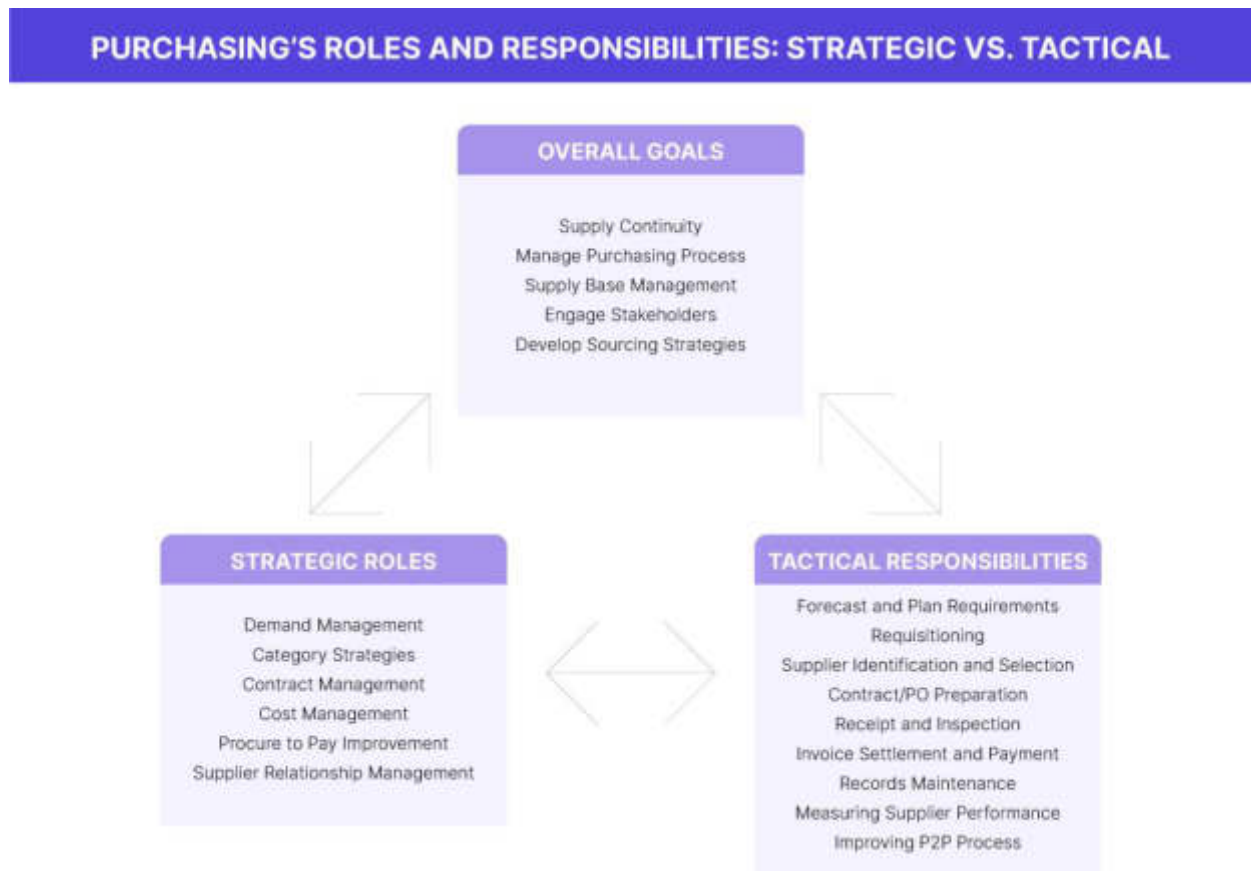 PURCHASING'S ROLES AND RESPONSIBILITIES: STRATEGIC VS. TACTICAL
OVERALL GOALS
Supply Continuity
Manage Purchasing Process
Supply Base Management
Engage Stakeholders
Develop Sourcing Strategies
STRATEGIC ROLES
Demand Management
Category Strategies
Contract Management
Cost Management
Procure to Pay Improvement
Supplier Relationship Management
TACTICAL RESPONSIBILITIES
Forecast and Plan Requirements
Requisitioning
Supplier Identification and Selection
Contract/PO Preparation
Receipt and Inspection
Invoice Settlement and Payment
Records Maintenance
Measuring Supplier Performance
Improving P2P Process